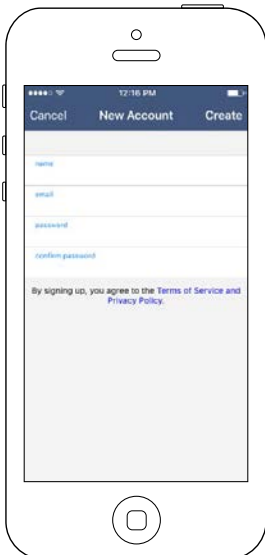 12:16 PM
Cancel New Account Create
name
email
password
confirm password
By signing up, you agree to the Terms of Service and
Privacy Policy.